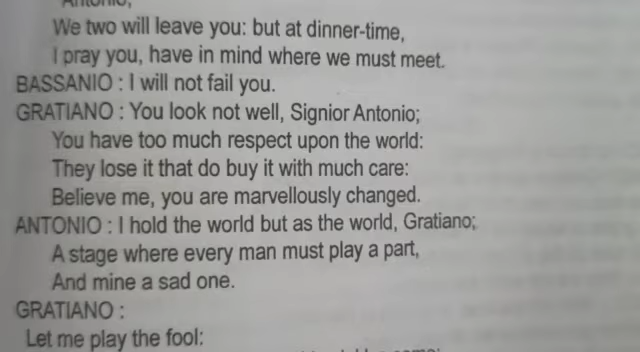 Antonio,
We two will leave you: but at dinner-time,
I pray you, have in mind where we must meet.
BASSANIO : I will not fail you.
GRATIANO : You look not well, Signior Antonio;
You have too much respect upon the world:
They lose it that do buy it with much care:
Believe me, you are marvellously changed.
ANTONIO : I hold the world but as the world, Gratiano;
A stage where every man must play a part,
And mine a sad one.
GRATIANO :
Let me play the fool: